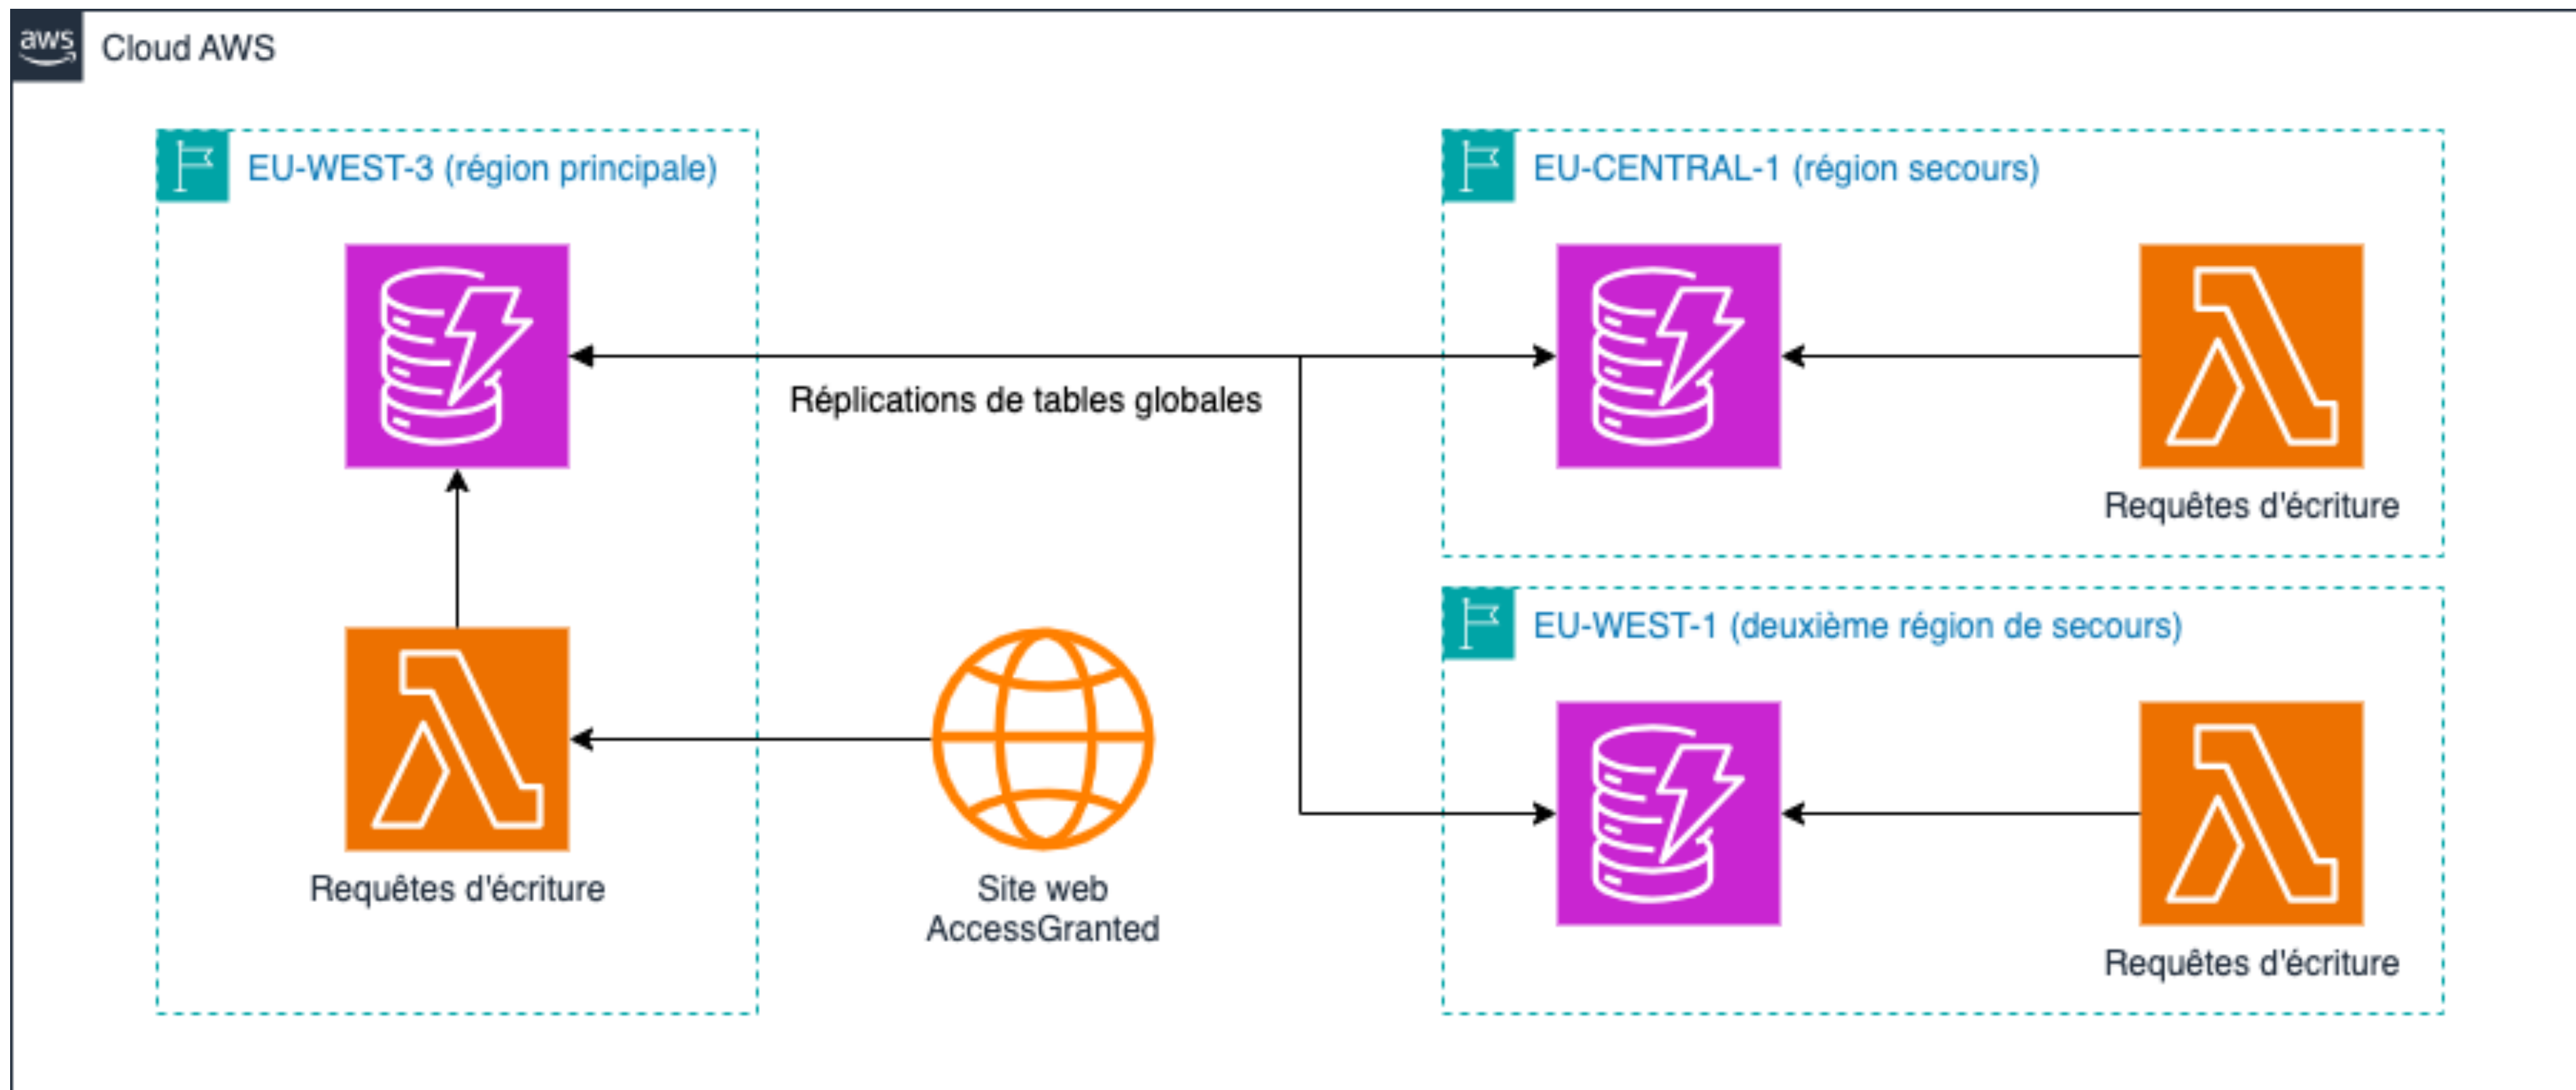 aws
Cloud AWS
EU-WEST-3 (région principale)
EU-CENTRAL-1 (région secours)
Réplications de tables globales
Requêtes d'écriture
EU-WEST-1 (deuxième région de secours)
Requêtes d'écriture
Site web
AccessGranted
Requêtes d'écriture